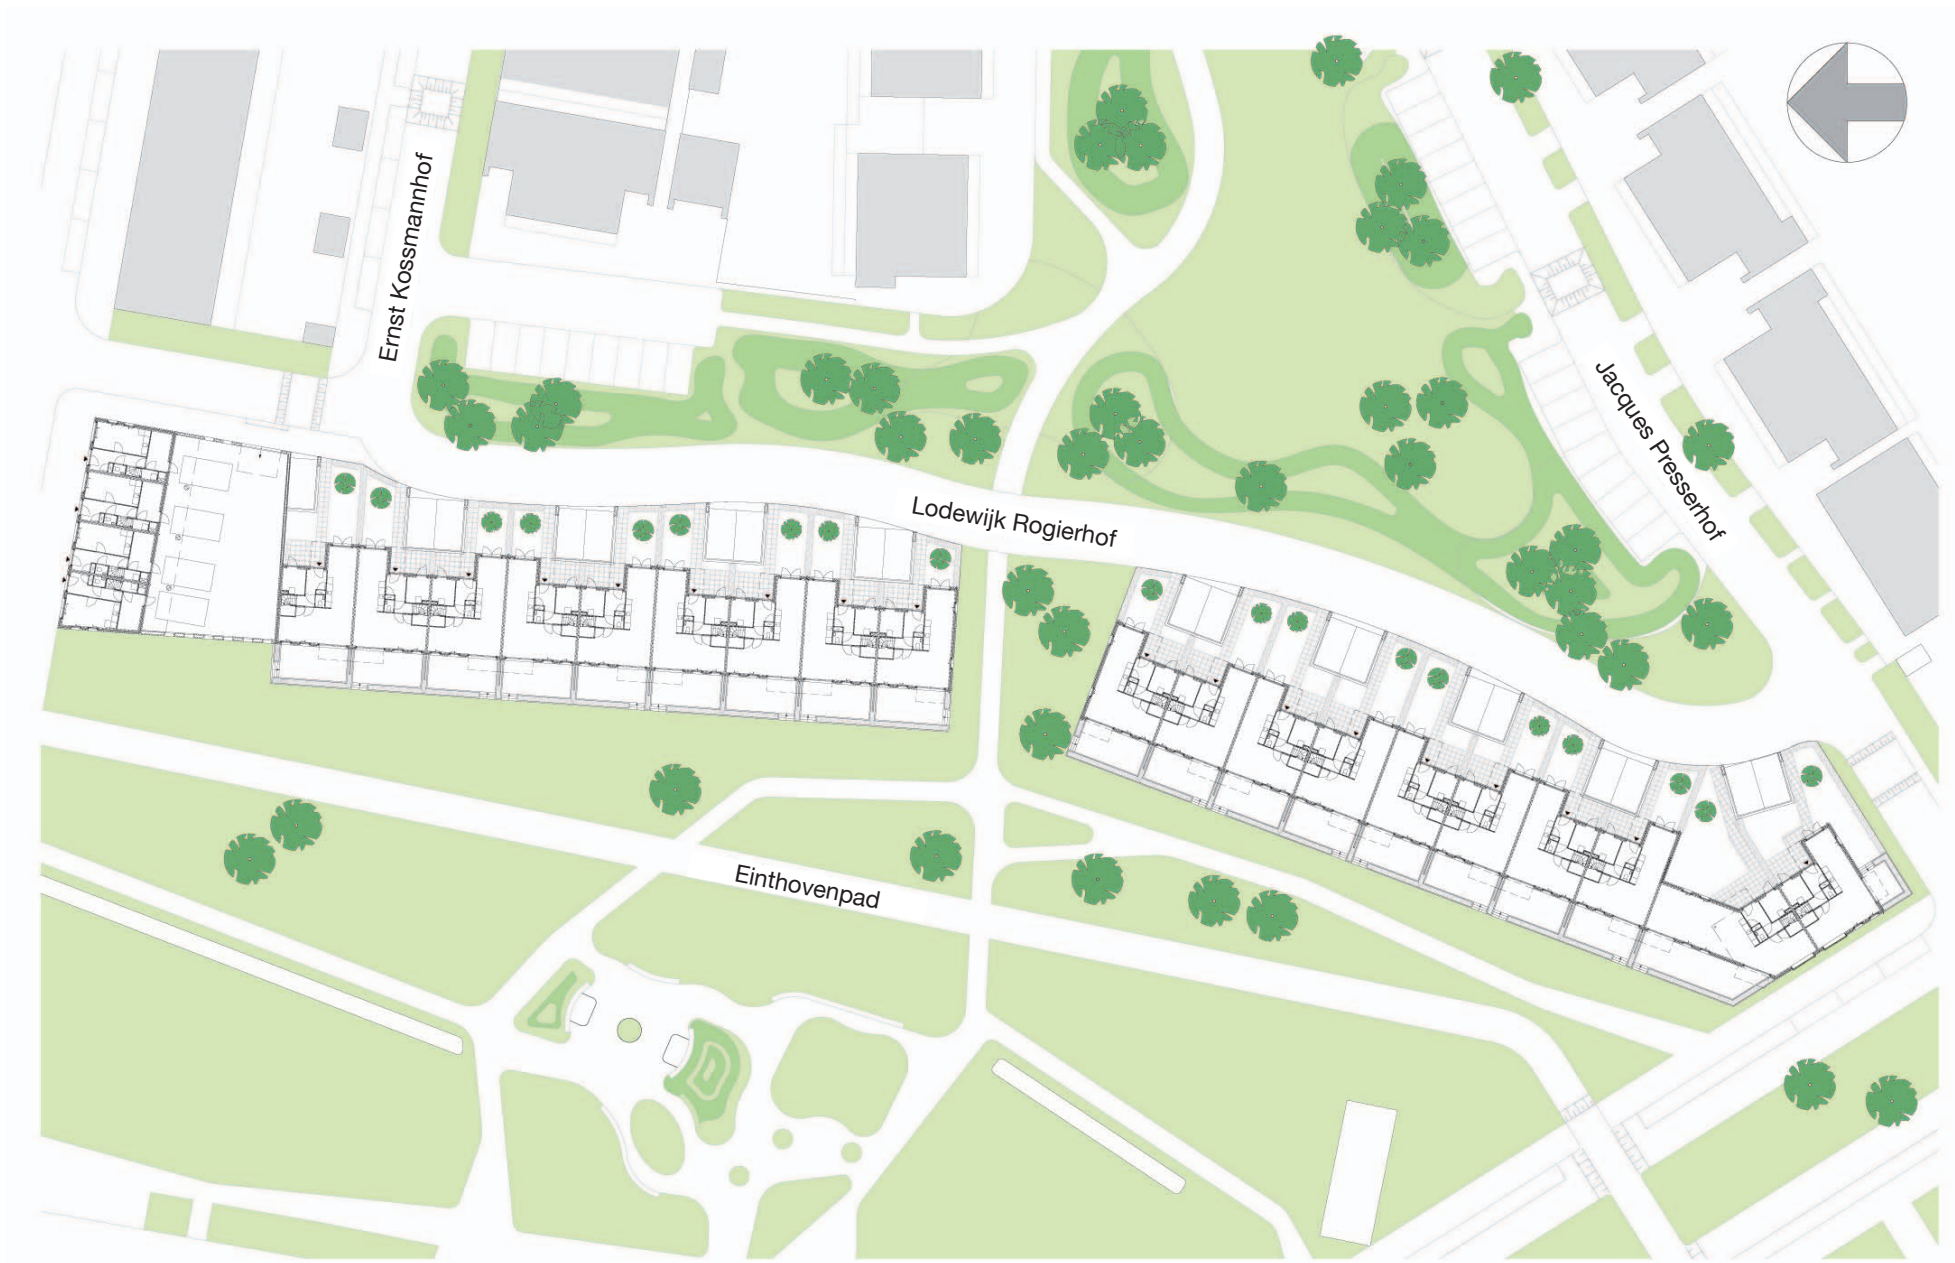 Ernst Kossmannhof
Jacques Presserhof
Lodewijk Rogierhof
Einthovenpad